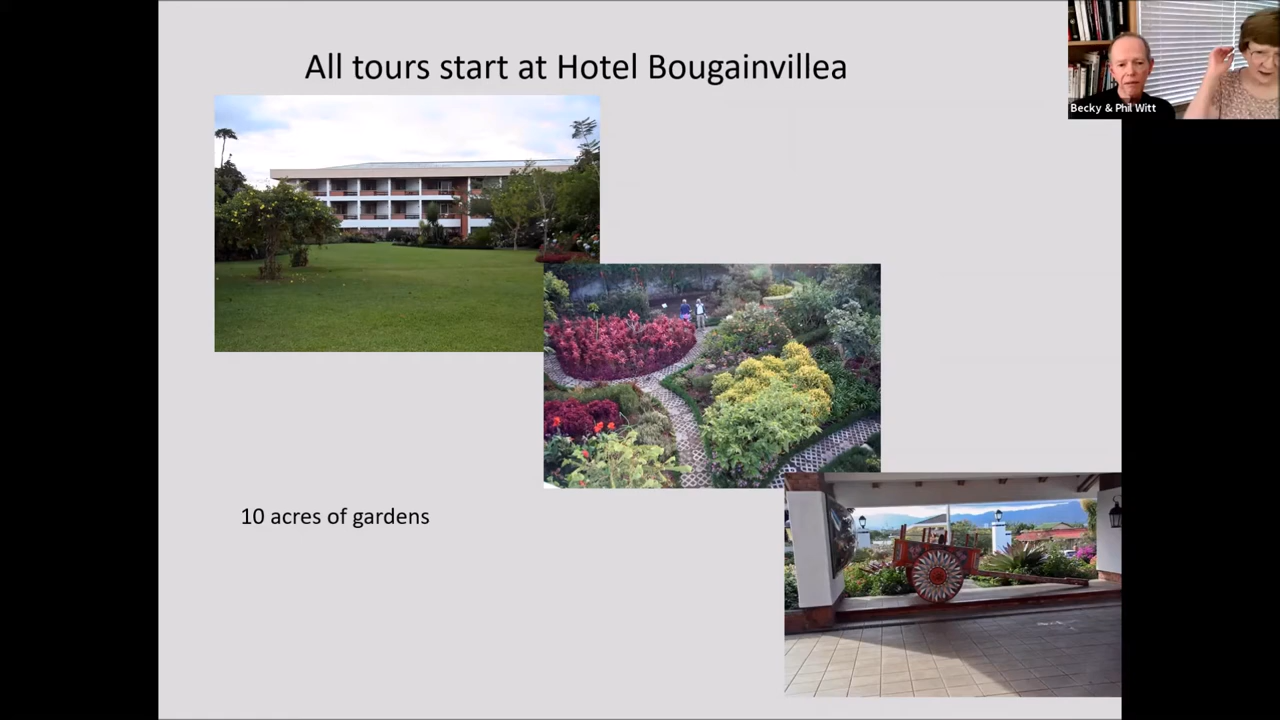 All tours start at Hotel Bougainvillea
Becky & Phil Witt
10 acres of gardens